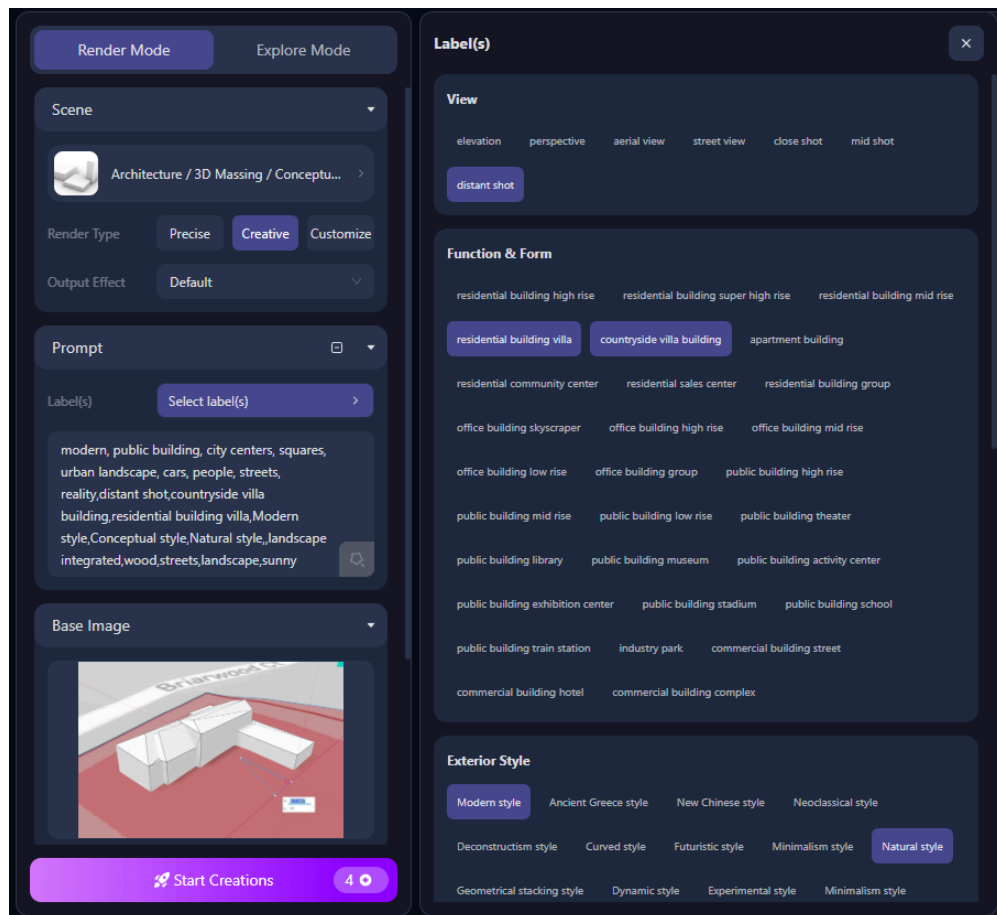 Render Mode
Explore Mode
Scene
Architecture / 3D Massing / Conceptu...
Render Type Precise Creative Customize
Output Effect Default
Prompt
Label(s) Select label(s)
modern, public building, city centers, squares,
urban landscape, cars, people, streets,
reality,distant shot,countryside villa
building,residential building villa,Modern
style,Conceptual style,Natural style,,landscape
integrated,wood,streets,landscape,sunny
Base Image
Briarwood
Start Creations 4
Label(s)
View
elevation perspective aerial view street view close shot mid shot
distant shot
Function & Form
residential building high rise residential building super high rise residential building mid rise
residential building villa countryside villa building apartment building
residential community center residential sales center residential building group
office building skyscraper office building high rise office building mid rise
office building low rise office building group public building high rise
public building mid rise public building low rise public building theater
public building library public building museum public building activity center
public building exhibition center public building stadium public building school
public building train station industry park commercial building street
commercial building hotel commercial building complex
Exterior Style
Modern style Ancient Greece style New Chinese style Neoclassical style
Deconstructism style Curved style Futuristic style Minimalism style Natural style
Geometrical stacking style Dynamic style Experimental style Minimalism style